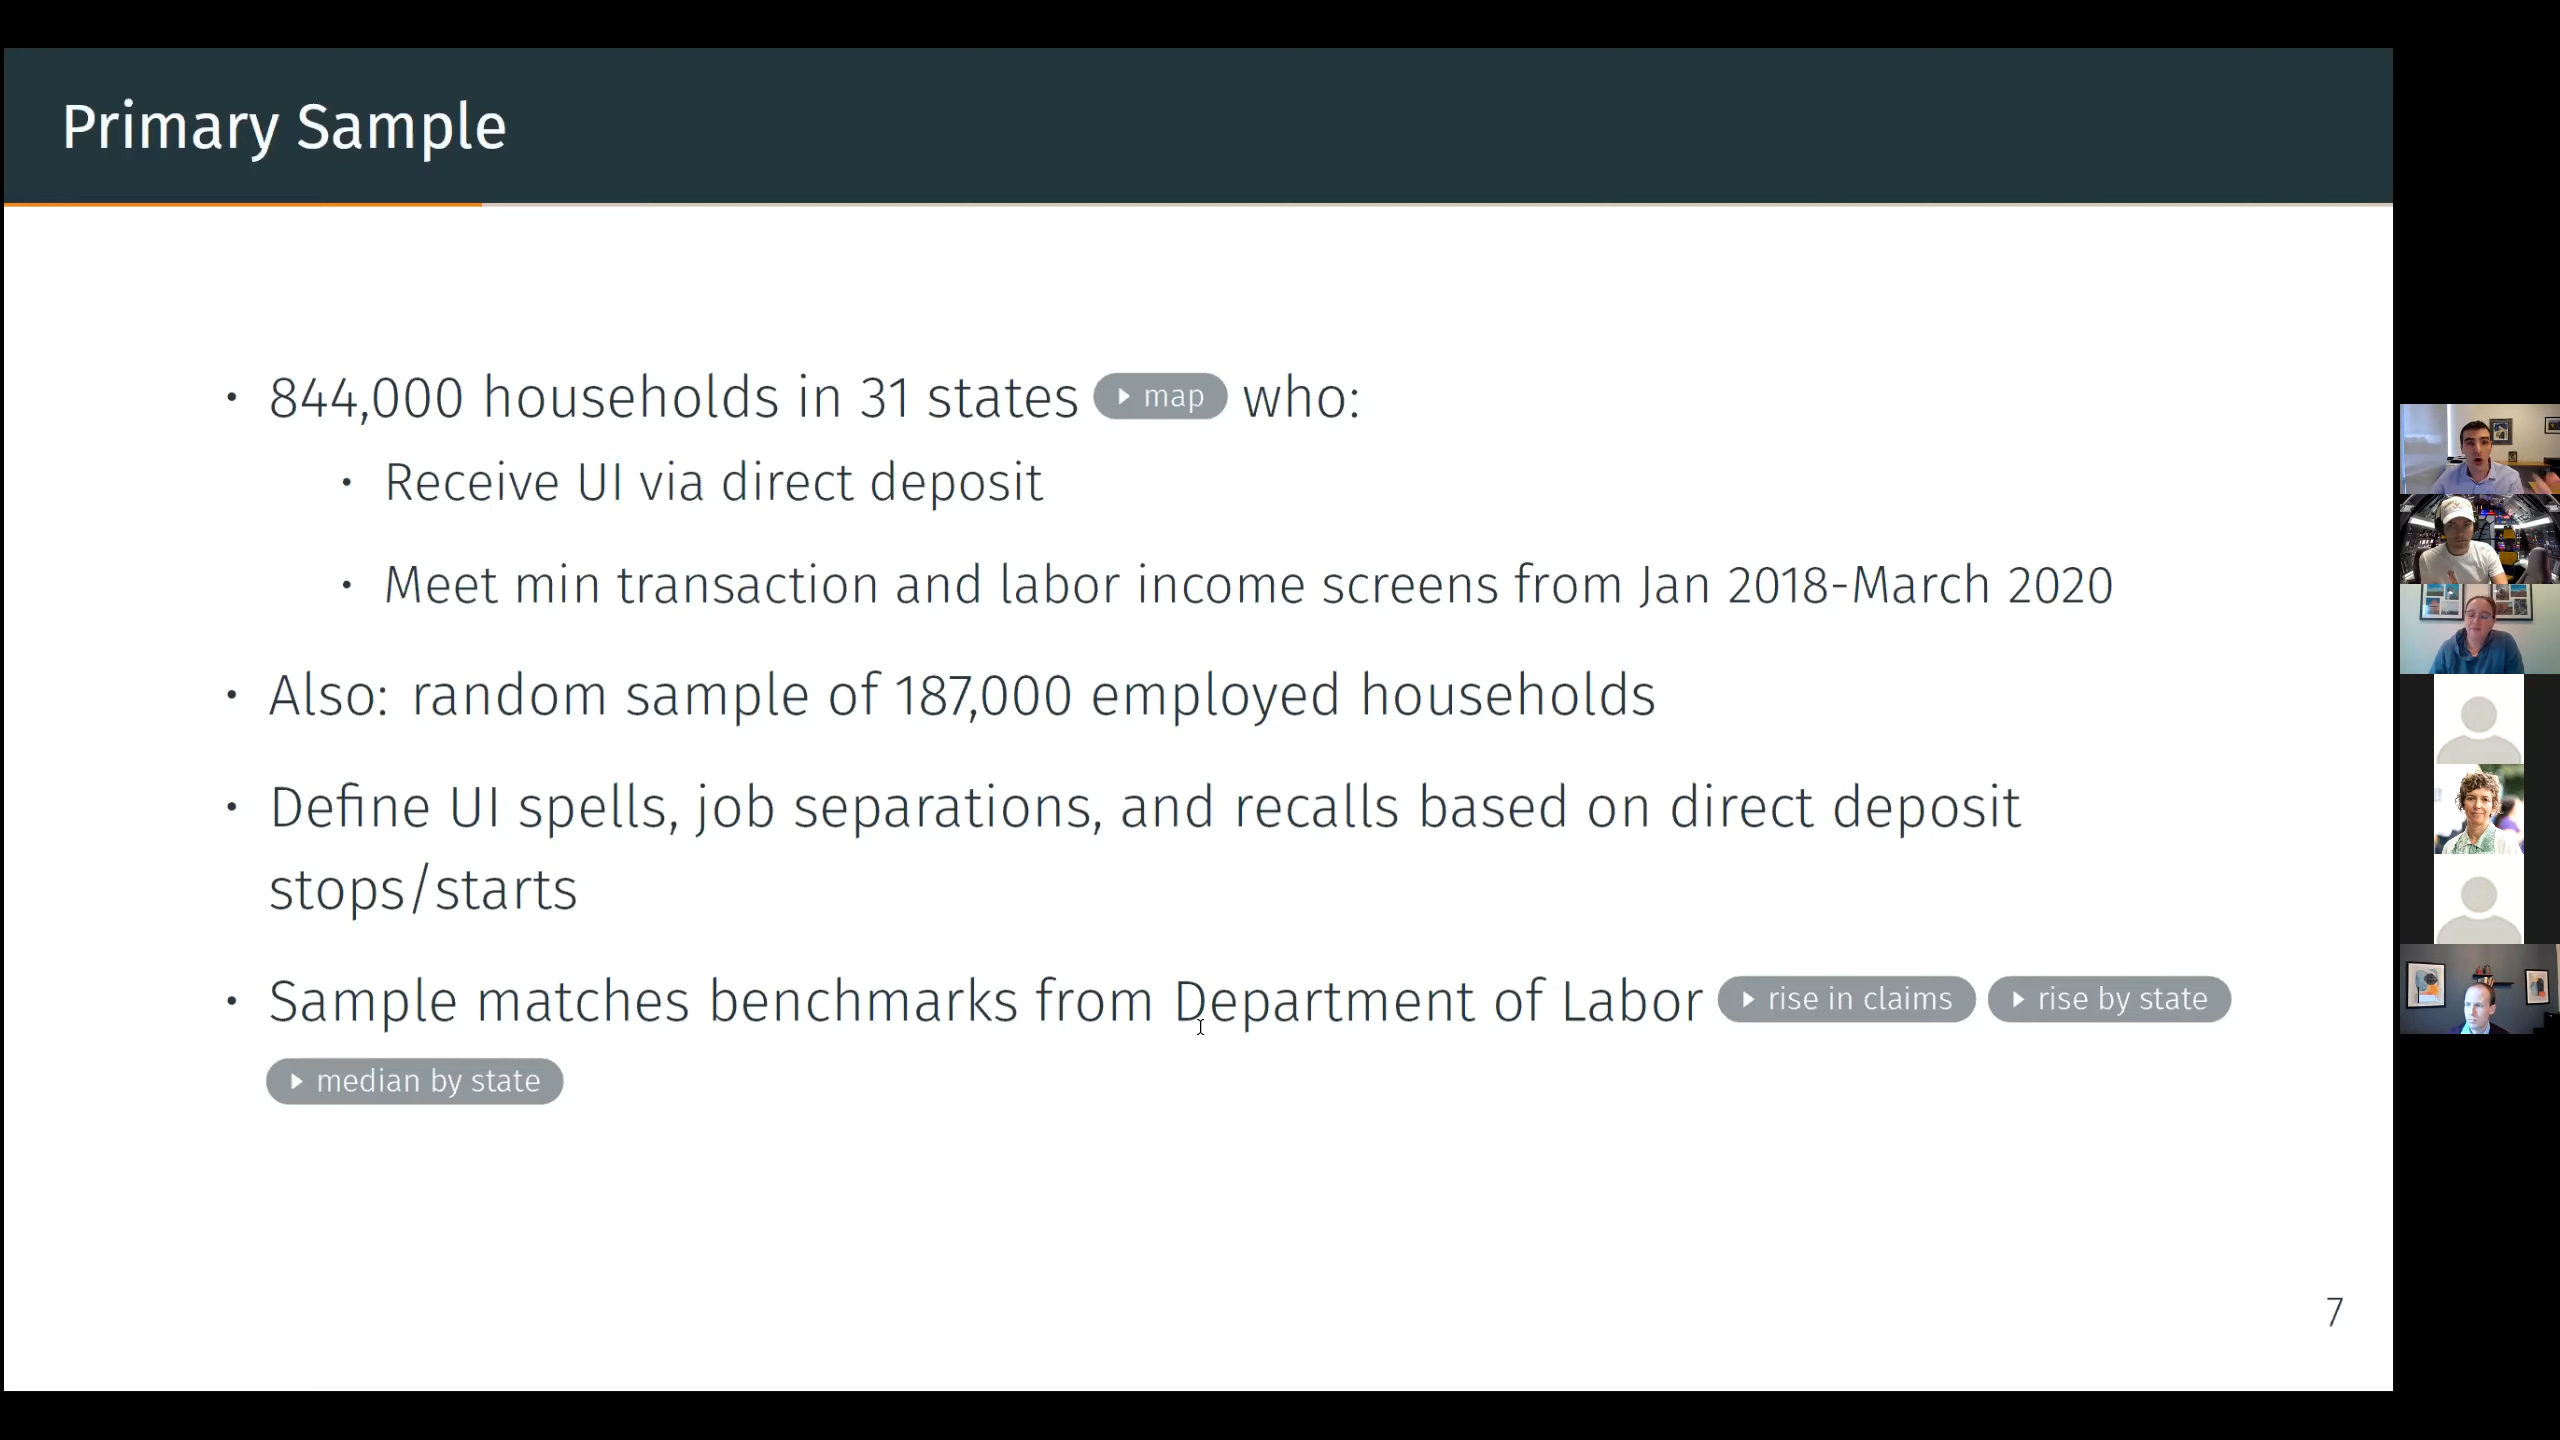 Primary Sample
• 844,000 households in 31 states map who:
• Receive UI via direct deposit
• Meet min transaction and labor income screens from Jan 2018-March 2020
• Also: random sample of 187,000 employed households
• Define UI spells, job separations, and recalls based on direct deposit
stops/starts
• Sample matches benchmarks from Department of Labor rise in claims rise by state
median by state
7